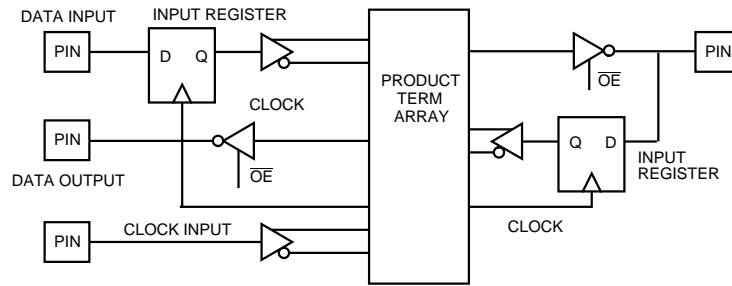 DATA INPUT
INPUT REGISTER
PIN
D Q
PRODUCT
TERM
ARRAY
OE
PIN
CLOCK
PIN
OE
DATA OUTPUT
Q D
INPUT
REGISTER
PIN
CLOCK INPUT
CLOCK